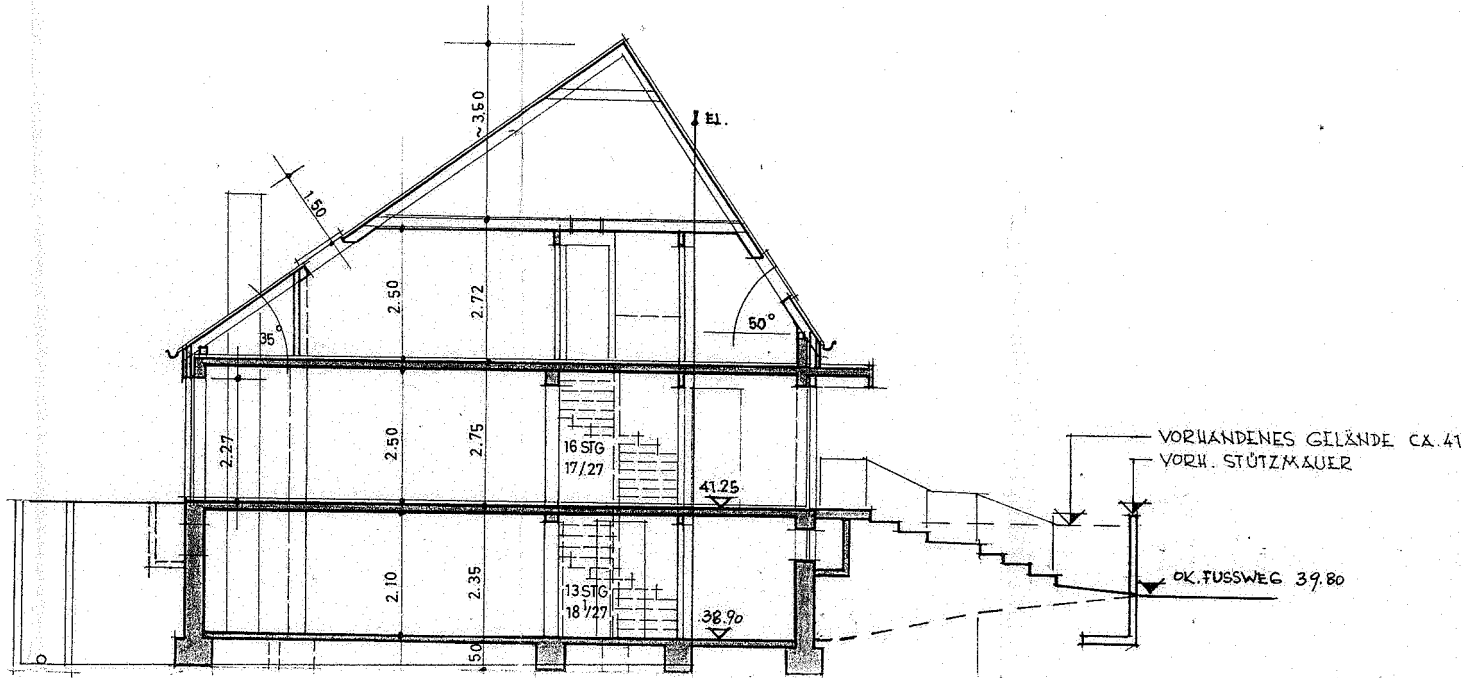 ~ 3.50
EL.
1.50
35°
2.50
2.72
50°
2.27
2.50
2.75
16 STG
17/27
41.25
VORHANDENES GELÄNDE CA. 41
VORH. STÜTZMAUER
2.10
2.35
13 STG
18/27
38.90
OK. FUSSWEG 39.80
50